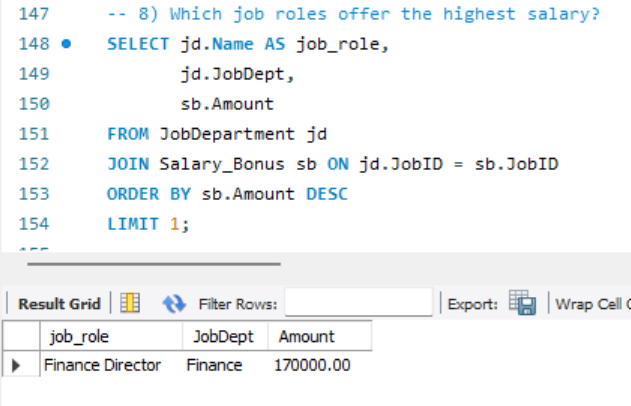 147 -- 8) Which job roles offer the highest salary?
148 SELECT jd.Name AS job_role,
149 jd.JobDept,
150 sb.Amount
151 FROM JobDepartment jd
152 JOIN Salary_Bonus sb ON jd.JobID = sb.JobID
153 ORDER BY sb.Amount DESC
154 LIMIT 1;
Result Grid Filter Rows: Export: Wrap Cell
job_role JobDept Amount
Finance Director Finance 170000.00